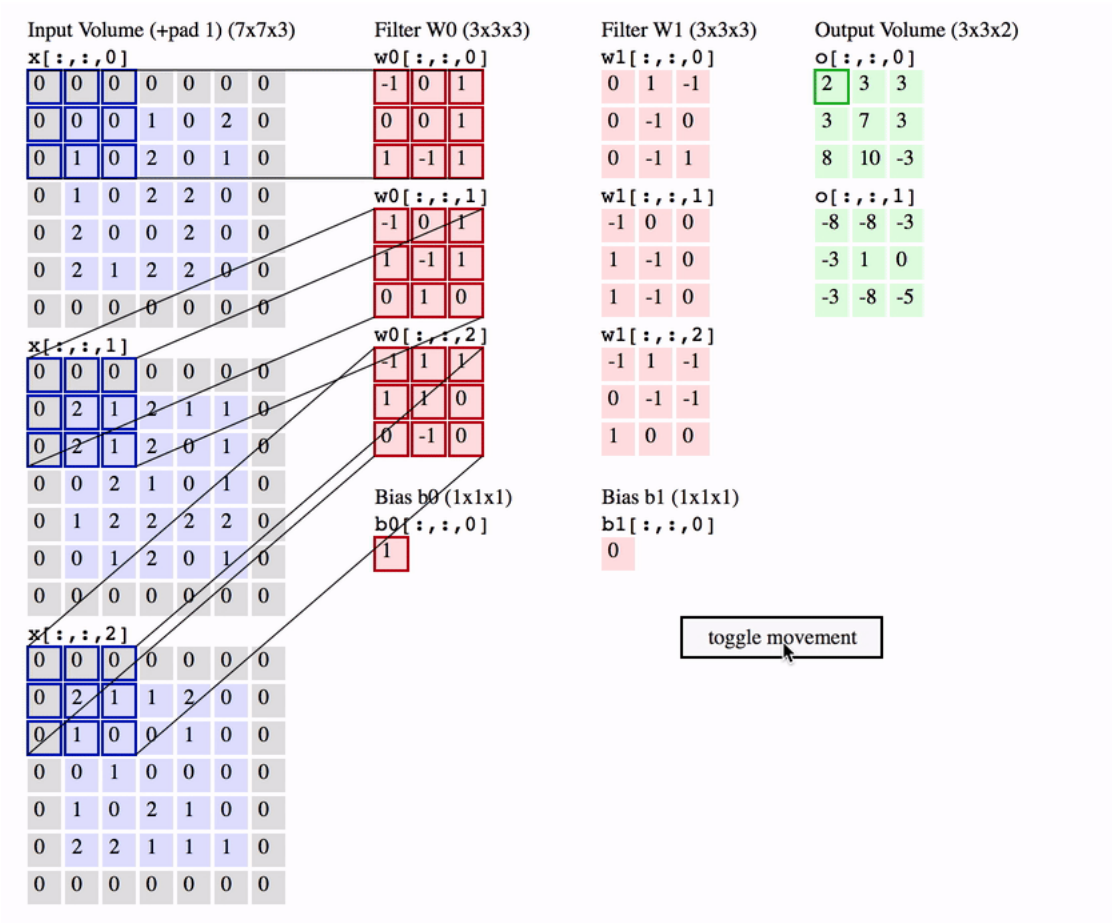 Input Volume (+pad 1) (7x7x3)
x[:,:,0]
0 0 0 0 0 0 0
0 0 0 1 0 2 0
0 1 0 2 0 1 0
0 1 0 2 2 0 0
0 2 0 0 2 0 0
0 2 1 2 2 0 0
0 0 0 0 0 0 0
x[:,:,1]
0 0 0 0 0 0 0
0 2 1 2 1 1 0
0 2 1 2 0 1 0
0 0 2 1 0 1 0
0 1 2 2 2 2 0
0 0 1 2 0 1 0
0 0 0 0 0 0 0
x[:,:,2]
0 0 0 0 0 0 0
0 2 1 1 2 0 0
0 1 0 0 1 0 0
0 0 1 0 0 0 0
0 1 0 2 1 0 0
0 2 2 1 1 1 0
0 0 0 0 0 0 0
Filter W0 (3x3x3)
w0[:,:,0]
-1 0 1
0 0 1
1 -1 1
w0[:,:,1]
-1 0 1
1 -1 1
0 1 0
w0[:,:,2]
-1 1 1
1 1 0
0 -1 0
Bias b0 (1x1x1)
b0[:,:,0]
1
Filter W1 (3x3x3)
w1[:,:,0]
0 1 -1
0 -1 0
0 -1 1
w1[:,:,1]
-1 0 0
1 -1 0
1 -1 0
w1[:,:,2]
-1 1 -1
0 -1 -1
1 0 0
Bias b1 (1x1x1)
b1[:,:,0]
0
Output Volume (3x3x2)
o[:,:,0]
2 3 3
3 7 3
8 10 -3
o[:,:,1]
-8 -8 -3
-3 1 0
-3 -8 -5
toggle movement